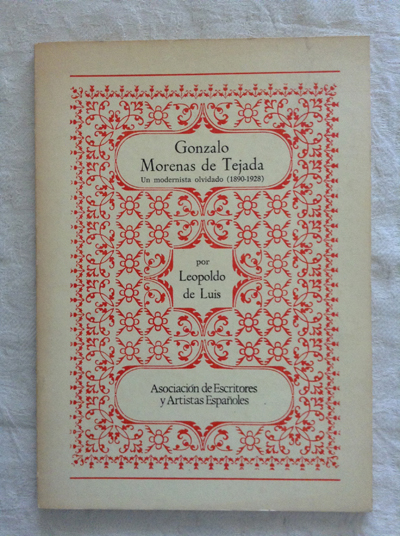 Gonzalo
Morenas de Tejada
Un modernista olvidado (1890-1928)
por
Leopoldo
de Luis
Asociación de Escritores
y Artistas Españoles